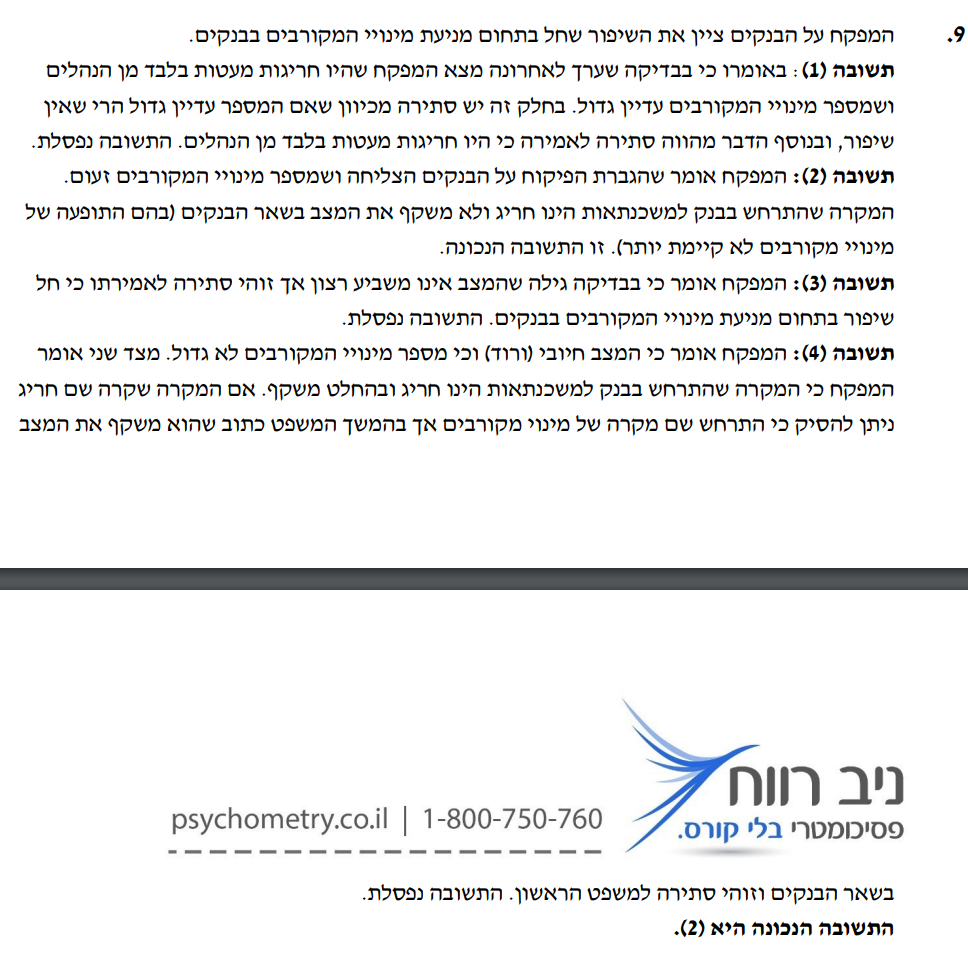 9. המפקח על הבנקים ציין את השיפור שחל בתחום מניעת מינויי המקורבים בבנקים.
תשובה (1) : באומרו כי בבדיקה שערך לאחרונה מצא המפקח שהיו חריגות מעטות בלבד מן הנהלים
ושמספר מינויי המקורבים עדיין גדול. בחלק זה יש סתירה מכיוון שאם המספר עדיין גדול הרי שאין
שיפור, ובנוסף הדבר מהווה סתירה לאמירה כי היו חריגות מעטות בלבד מן הנהלים. התשובה נפסלת.
תשובה (2): המפקח אומר שהגברת הפיקוח על הבנקים הצליחה ושמספר מינויי המקורבים זעום.
המקרה שהתרחש בבנק למשכנתאות הינו חריג ולא משקף את המצב בשאר הבנקים (בהם התופעה של
מינויי מקורבים לא קיימת יותר). זו התשובה הנכונה.
תשובה (3): המפקח אומר כי בבדיקה גילה שהמצב אינו משביע רצון אך זוהי סתירה לאמירתו כי חל
שיפור בתחום מניעת מינויי המקורבים בבנקים. התשובה נפסלת.
תשובה (4): המפקח אומר כי המצב חיובי (ורוד) וכי מספר מינויי המקורבים לא גדול. מצד שני אומר
המפקח כי המקרה שהתרחש בבנק למשכנתאות הינו חריג ובהחלט משקף. אם המקרה שקרה שם חריג
ניתן להסיק כי התרחש שם מקרה של מינוי מקורבים אך בהמשך המשפט כתוב שהוא משקף את המצב
ניב רווח
פסיכומטרי בלי קורס.
psychometry.co.il | 1-800-750-760
בשאר הבנקים וזוהי סתירה למשפט הראשון. התשובה נפסלת.
התשובה הנכונה היא (2).